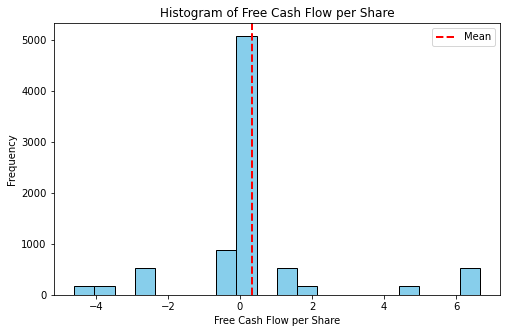 Histogram of Free Cash Flow per Share
Mean
Frequency
5000
4000
3000
2000
1000
0
−4 −2 0 2 4 6
Free Cash Flow per Share